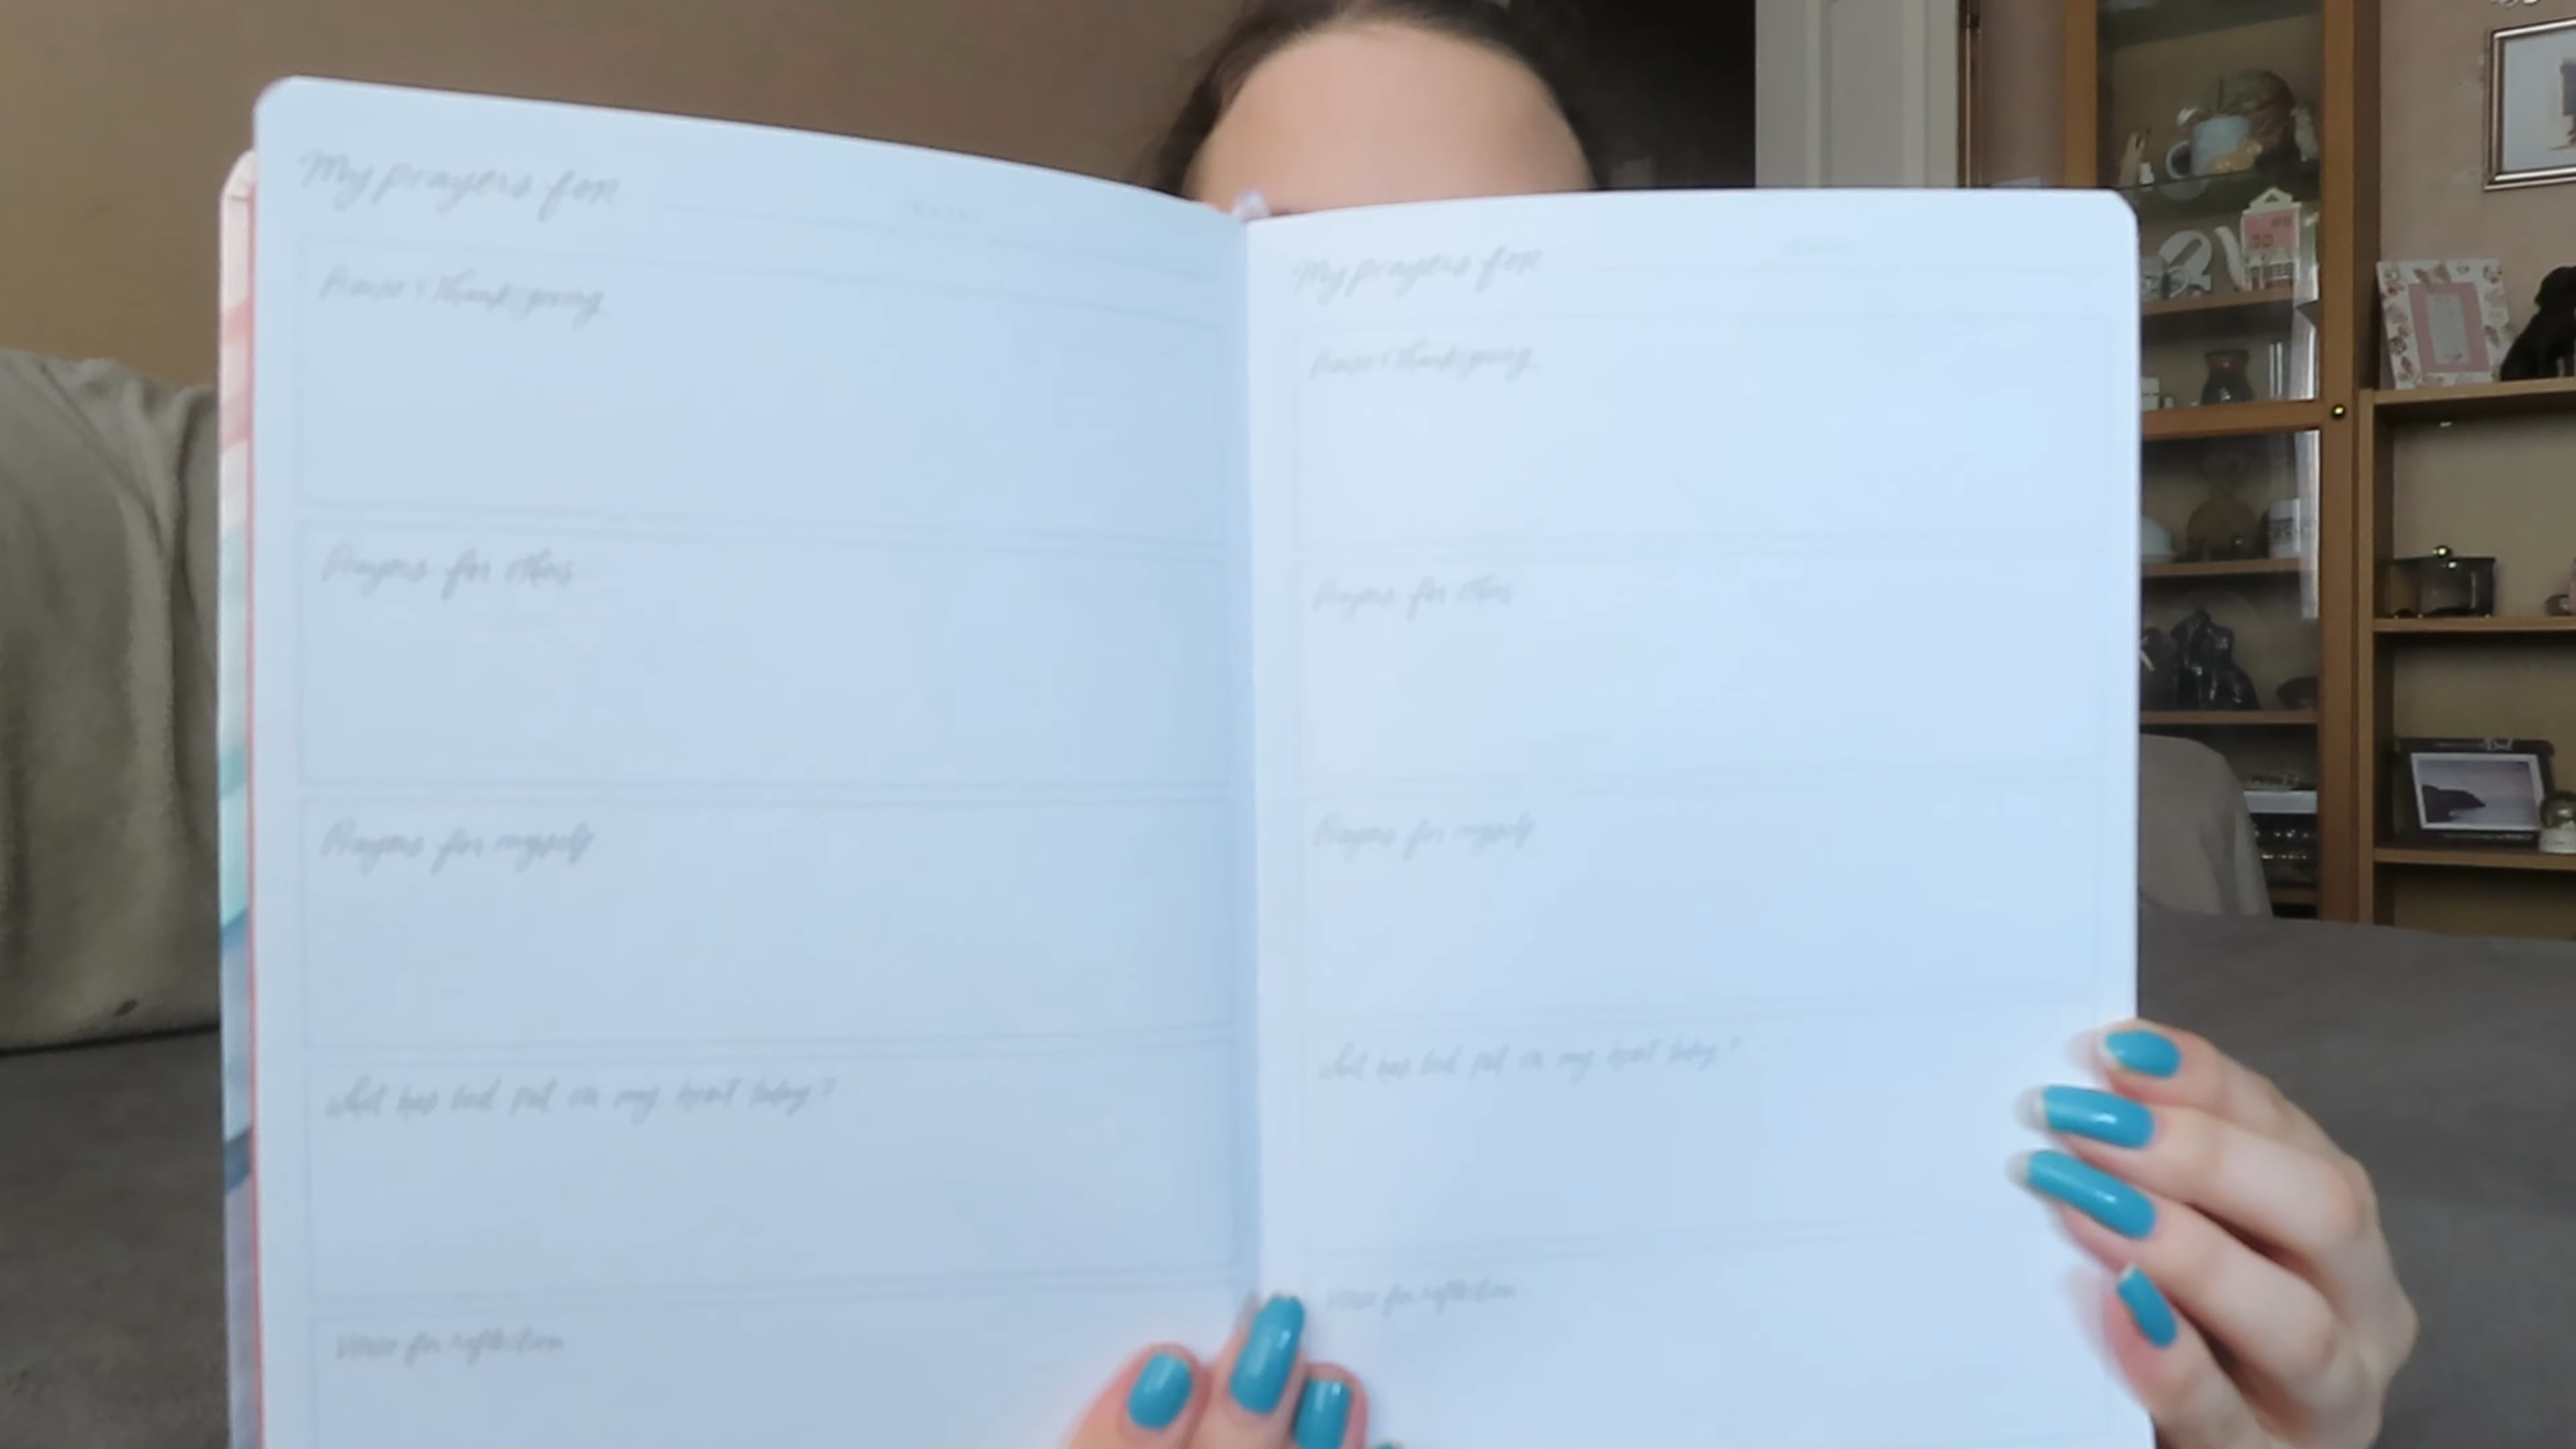 My prayers for
Praise & Thanksgiving
Prayers for others
Prayers for myself
What has God put on my heart today?
Verse for reflection
My prayers for
Praise & Thanksgiving
Prayers for others
Prayers for myself
What has God put on my heart today?
Verse for reflection